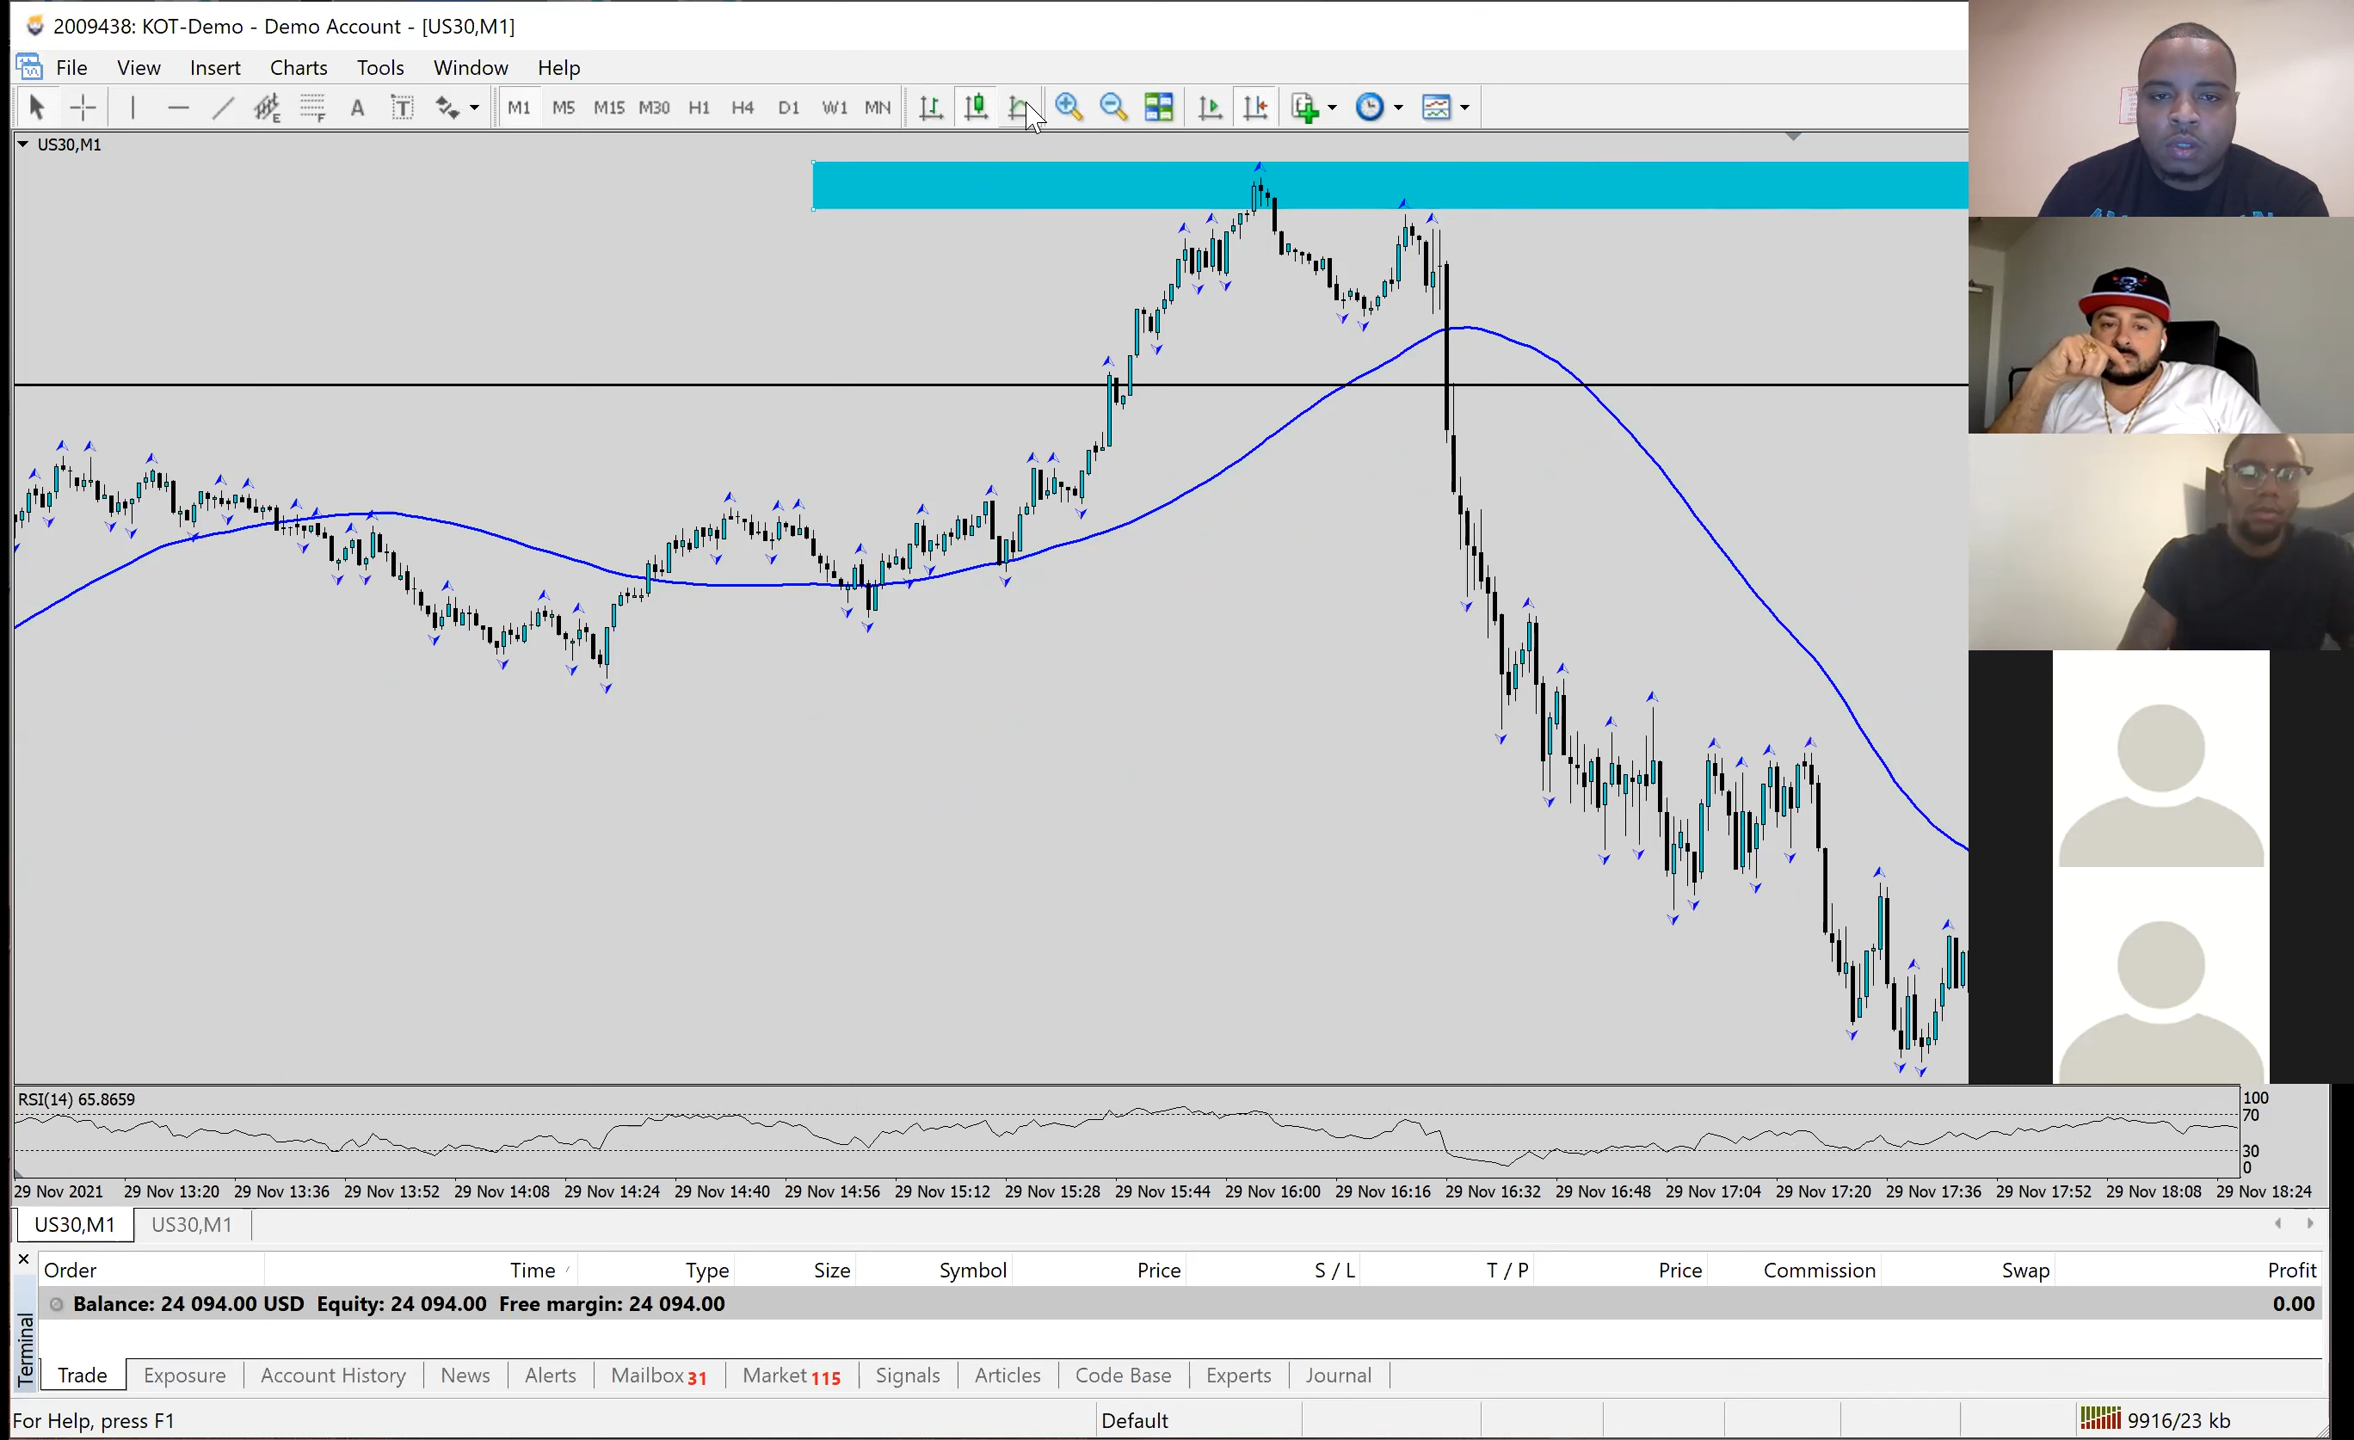 2009438: KOT-Demo - Demo Account - [US30,M1]
File View Insert Charts Tools Window Help
A T M1 M5 M15 M30 H1 H4 D1 W1 MN
US30,M1
RSI(14) 65.8659
100
70
30
0
29 Nov 2021 29 Nov 13:20 29 Nov 13:36 29 Nov 13:52 29 Nov 14:08 29 Nov 14:24 29 Nov 14:40 29 Nov 14:56 29 Nov 15:12 29 Nov 15:28 29 Nov 15:44 29 Nov 16:00 29 Nov 16:16 29 Nov 16:32 29 Nov 16:48 29 Nov 17:04 29 Nov 17:20 29 Nov 17:36 29 Nov 17:52 29 Nov 18:08 29 Nov 18:24
US30,M1 US30,M1
Order Time Type Size Symbol Price S / L T / P Price Commission Swap Profit
Balance: 24 094.00 USD Equity: 24 094.00 Free margin: 24 094.00 0.00
Terminal
Trade Exposure Account History News Alerts Mailbox 31 Market 115 Signals Articles Code Base Experts Journal
For Help, press F1 Default 9916/23 kb